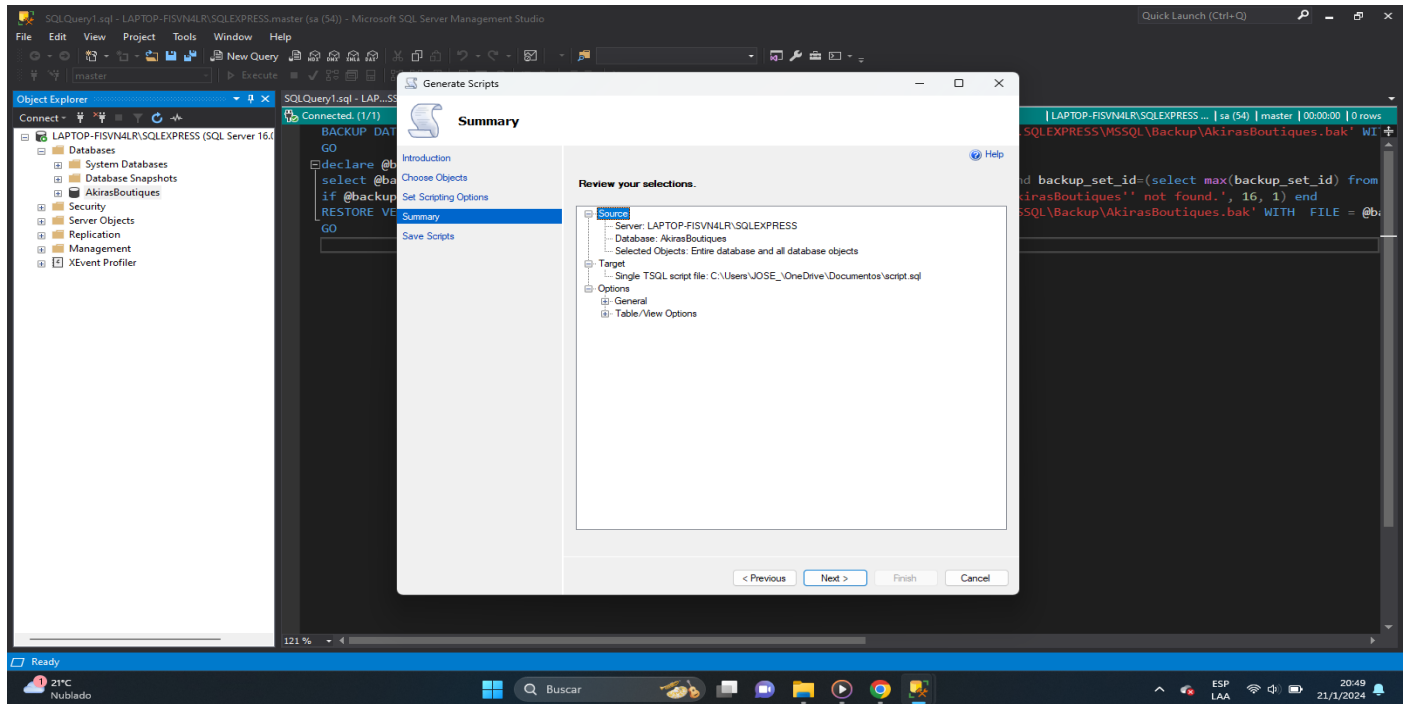 SQLQuery1.sql - LAPTOP-FISVN4LR\SQLEXPRESS.master (sa (54)) - Microsoft SQL Server Management Studio
Quick Launch (Ctrl+Q)
File Edit View Project Tools Window Help
New Query
master
Execute
Object Explorer
Connect
LAPTOP-FISVN4LR\SQLEXPRESS (SQL Server 16.0
Databases
System Databases
Database Snapshots
AkirasBoutiques
Security
Server Objects
Replication
Management
XEvent Profiler
SQLQuery1.sql - LAP...SS
Connected. (1/1)
LAPTOP-FISVN4LR\SQLEXPRESS ... | sa (54) | master | 00:00:00 | 0 rows
BACKUP DAT
.SQLEXPRESS\MSSQL\Backup\AkirasBoutiques.bak' WI
GO
declare @b
select @ba
nd backup_set_id=(select max(backup_set_id) from
if @backup
kirasBoutiques'' not found.', 16, 1) end
RESTORE VE
SSQL\Backup\AkirasBoutiques.bak' WITH FILE = @ba
GO
Generate Scripts
Summary
Help
Introduction
Choose Objects
Set Scripting Options
Summary
Save Scripts
Review your selections.
Source
Server: LAPTOP-FISVN4LR\SQLEXPRESS
Database: AkirasBoutiques
Selected Objects: Entire database and all database objects
Target
Single TSQL script file: C:\Users\JOSE_\OneDrive\Documentos\script.sql
Options
General
Table/View Options
< Previous
Next >
Finish
Cancel
121 %
Ready
1
21°C
Nublado
Buscar
ESP
LAA
20:49
21/1/2024